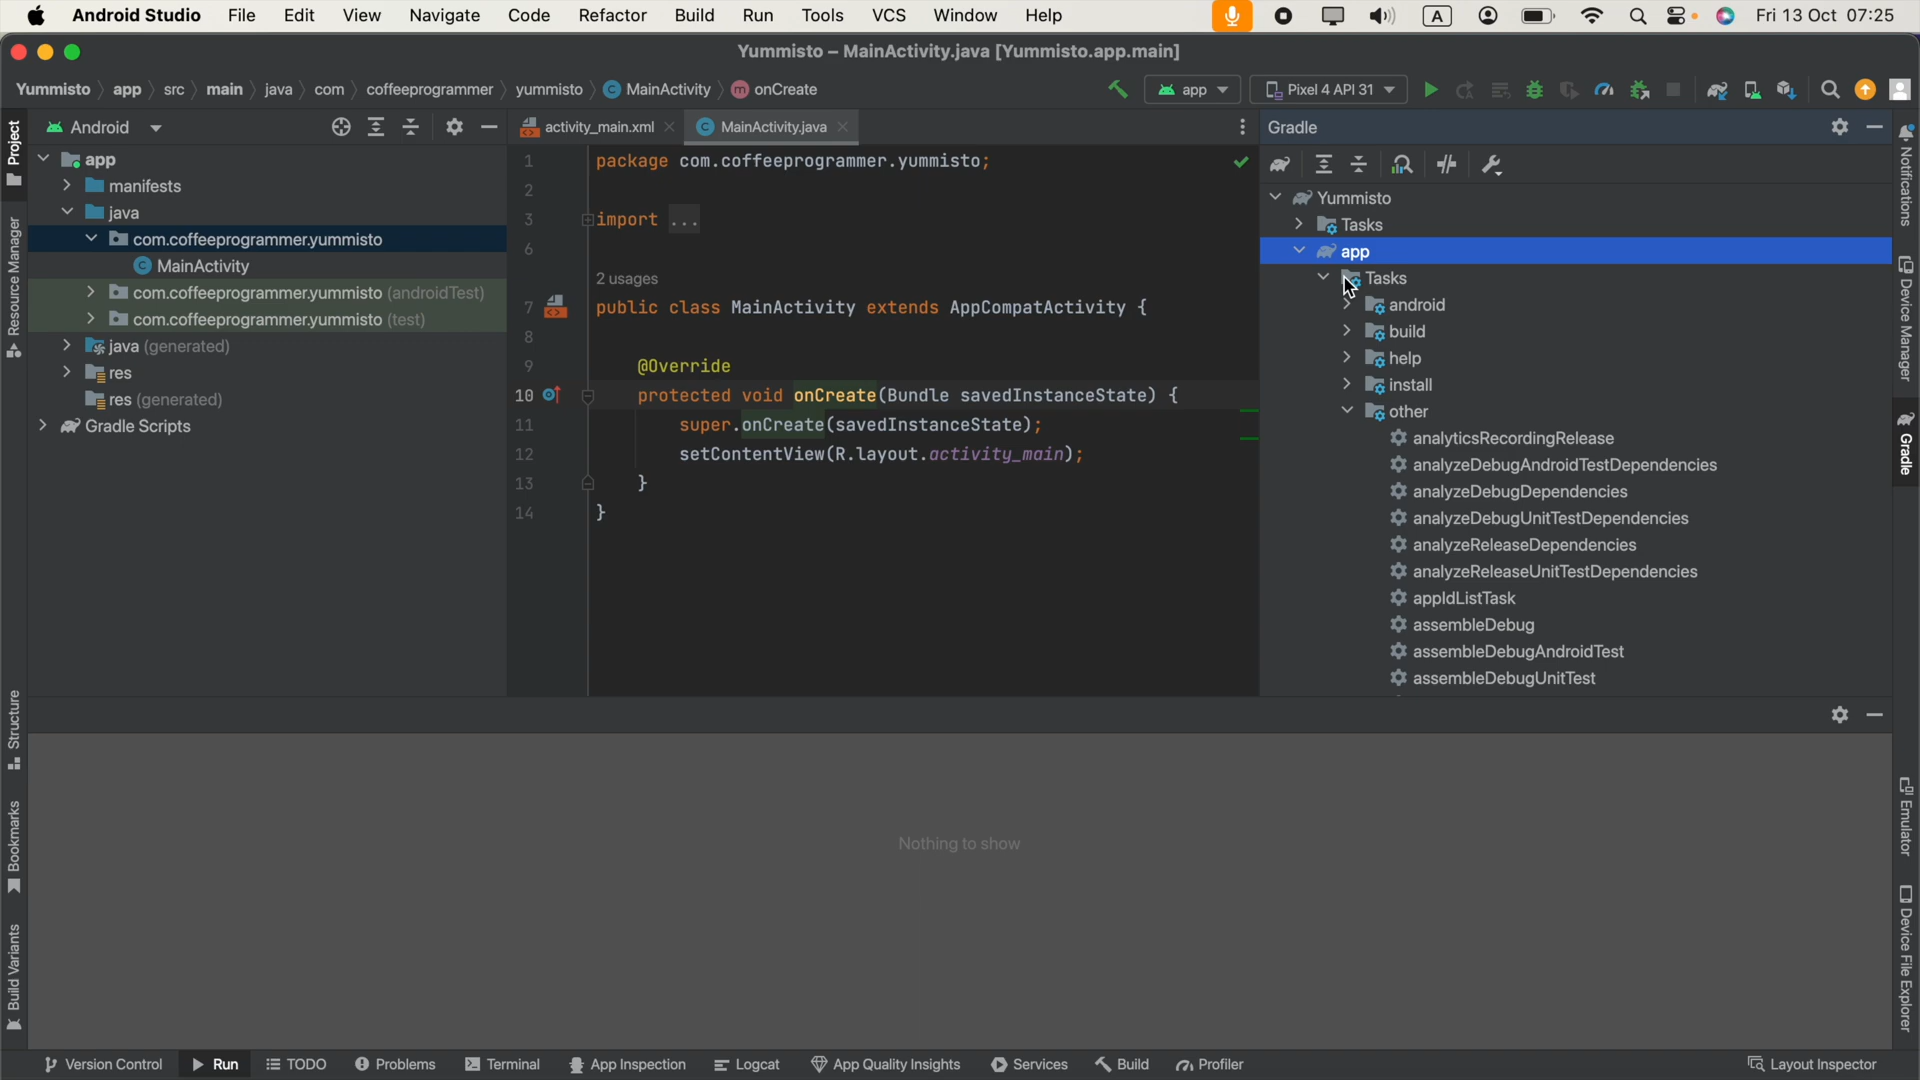 Android Studio File Edit View Navigate Code Refactor Build Run Tools VCS Window Help A Fri 13 Oct 07:25
Yummisto – MainActivity.java [Yummisto.app.main]
Yummisto app src main java com coffeeprogrammer yummisto C MainActivity m onCreate app Pixel 4 API 31
Project
Resource Manager
Structure
Bookmarks
Build Variants
Android
app
manifests
java
com.coffeeprogrammer.yummisto
C MainActivity
com.coffeeprogrammer.yummisto (androidTest)
com.coffeeprogrammer.yummisto (test)
java (generated)
res
res (generated)
Gradle Scripts
activity_main.xml C MainActivity.java
1 package com.coffeeprogrammer.yummisto;
2
3 import ...
6
2 usages
7 public class MainActivity extends AppCompatActivity {
8
9 @Override
10 protected void onCreate(Bundle savedInstanceState) {
11 super.onCreate(savedInstanceState);
12 setContentView(R.layout.activity_main);
13 }
14 }
Gradle
Yummisto
Tasks
app
Tasks
android
build
help
install
other
analyticsRecordingRelease
analyzeDebugAndroidTestDependencies
analyzeDebugDependencies
analyzeDebugUnitTestDependencies
analyzeReleaseDependencies
analyzeReleaseUnitTestDependencies
appIdListTask
assembleDebug
assembleDebugAndroidTest
assembleDebugUnitTest
Notifications
Device Manager
Gradle
Emulator
Device File Explorer
Nothing to show
Version Control Run TODO Problems Terminal App Inspection Logcat App Quality Insights Services Build Profiler Layout Inspector